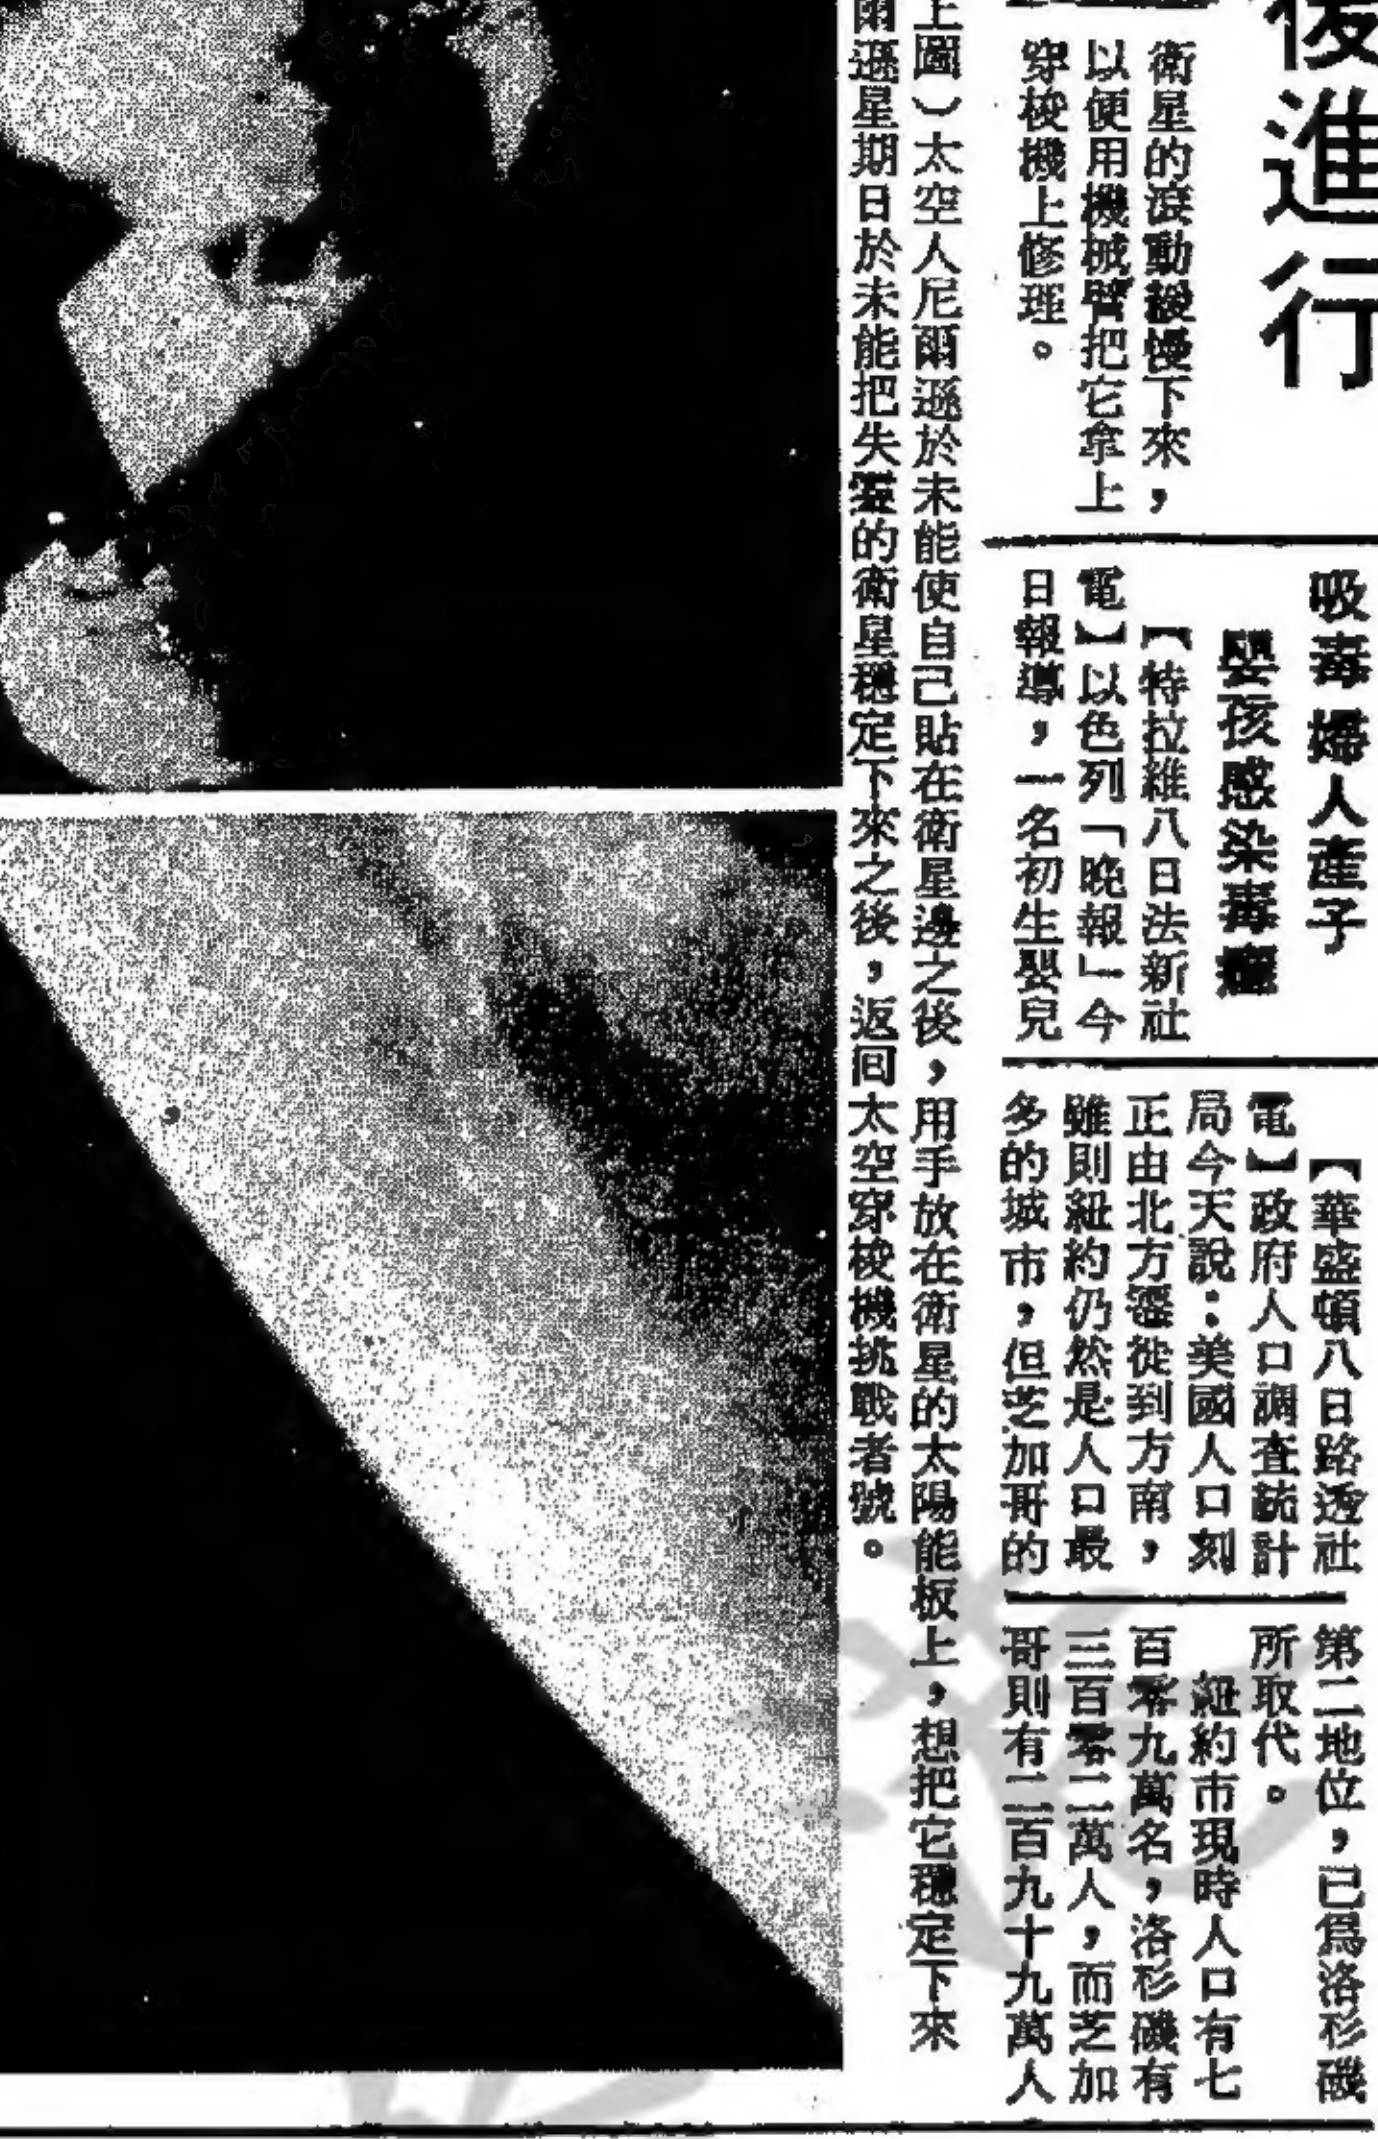 後進行
衛星的滾動緩慢下來，
以便用機械臂把它拿上
穿梭機上修理。
吸毒婦人產子
嬰孩感染毒癮
【特拉維八日法新社
電】以色列「晚報」今
日報導，一名初生嬰兒
【華盛頓八日路透社
電】政府人口調查統計
局今天說：美國人口刻
正由北方遷徙到方南，
雖則紐約仍然是人口最
多的城市，但芝加哥的
第二地位，已爲洛杉磯
所取代。
紐約市現時人口有七
百零九萬名，洛杉磯有
三百零二萬人，而芝加
哥則有二百九十九萬人
上圖）太空人尼爾遜於未能使自己貼在衛星邊之後，用手放在衛星的太陽能板上，想把它穩定下來
爾遜星期日於未能把失靈的衛星穩定下來之後，返回太空穿梭機挑戰者號。